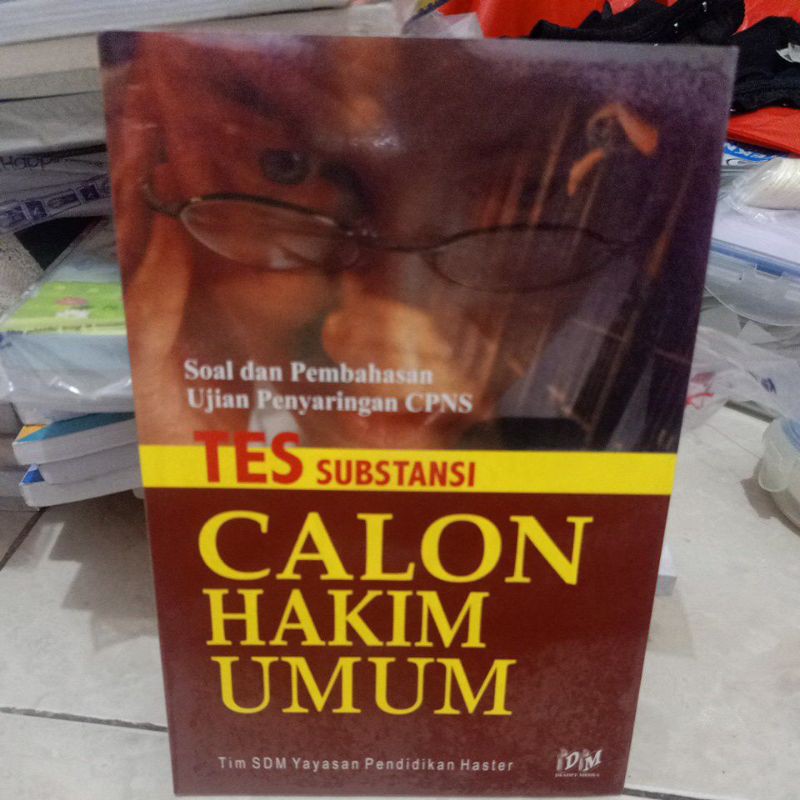 Soal dan Pembahasan
Ujian Penyaringan CPNS
TES SUBSTANSI
CALON
HAKIM
UMUM
Tim SDM Yayasan Pendidikan Haster